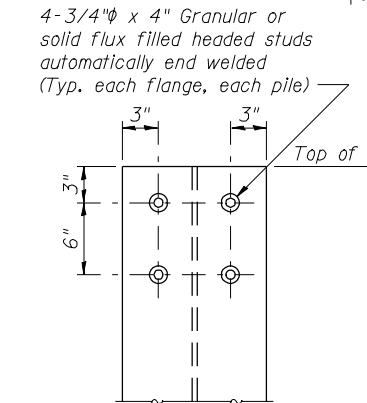 4-3/4"ϕ x 4" Granular or
solid flux filled headed studs
automatically end welded
(Typ. each flange, each pile)
3" 3"
Top of
3"
6"